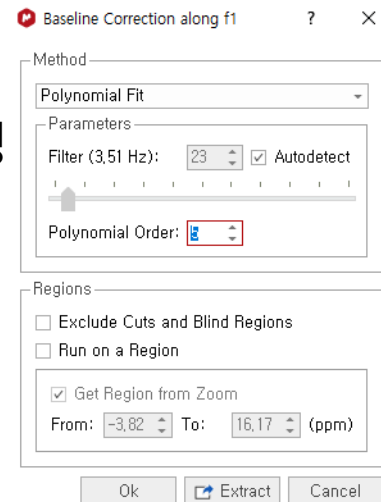 Baseline Correction along f1 ? ×
Method
Polynomial Fit
Parameters
Filter (3,51 Hz): 23 Autodetect
Polynomial Order:
Regions
Exclude Cuts and Blind Regions
Run on a Region
Get Region from Zoom
From: -3,82 To: 16,17 (ppm)
Ok Extract Cancel